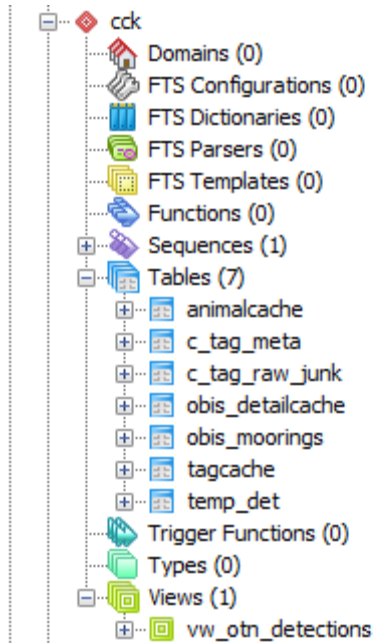 cck
Domains (0)
FTS Configurations (0)
FTS Dictionaries (0)
FTS Parsers (0)
FTS Templates (0)
Functions (0)
Sequences (1)
Tables (7)
animalcache
c_tag_meta
c_tag_raw_junk
obis_detailcache
obis_moorings
tagcache
temp_det
Trigger Functions (0)
Types (0)
Views (1)
vw_otn_detections